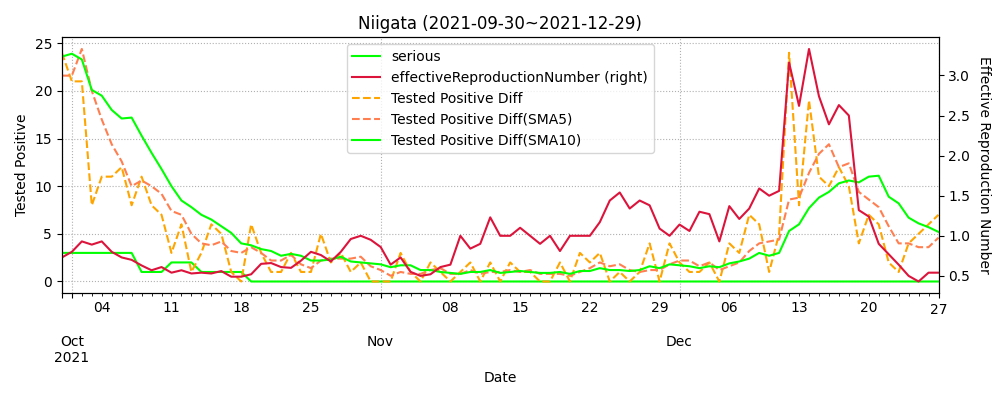 Niigata (2021-09-30~2021-12-29)
serious
effectiveReproductionNumber (right)
Tested Positive Diff
Tested Positive Diff(SMA5)
Tested Positive Diff(SMA10)
Tested Positive
25
20
15
10
5
0
Effective Reproduction Number
3.0
2.5
2.0
1.5
1.0
0.5
04 11 18 25 08 15 22 29 06 13 20 27
Oct Nov Dec
2021
Date